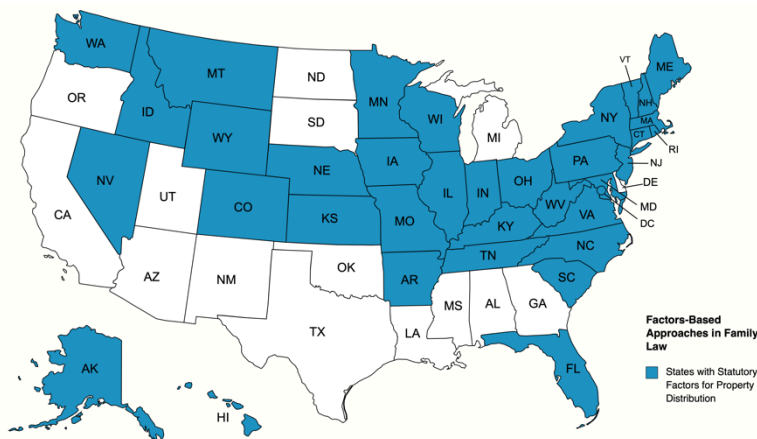 WA
MT
ND
MN
VT
ME
OR
ID
SD
WI
MI
NY
NH
MA
CT
RI
WY
IA
PA
NJ
NV
NE
IL
IN
OH
DE
UT
CO
MD
CA
KS
MO
KY
WV
VA
DC
NC
TN
AZ
NM
OK
AR
SC
MS
AL
GA
TX
LA
Factors-Based
Approaches in Family
Law
AK
FL
States with Statutory
Factors for Property
Distribution
HI